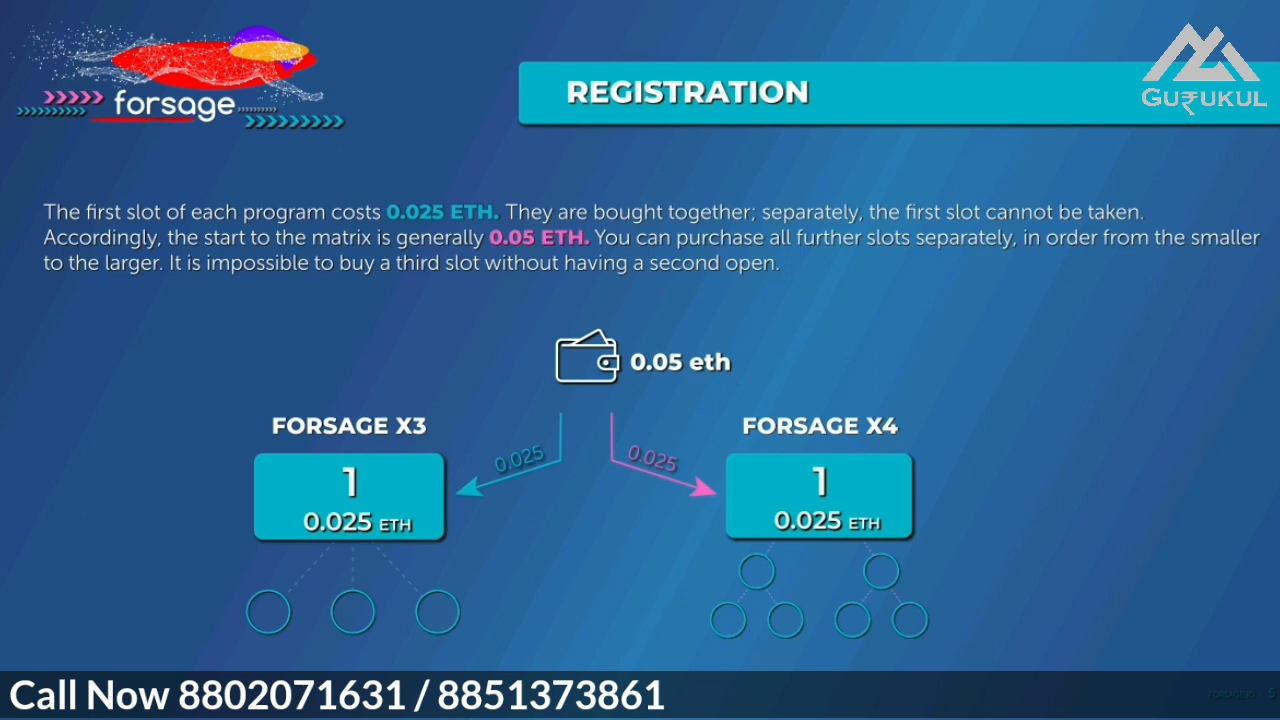 forsage
REGISTRATION
GU₹UKUL
The first slot of each program costs 0.025 ETH. They are bought together; separately, the first slot cannot be taken.
Accordingly, the start to the matrix is generally 0.05 ETH. You can purchase all further slots separately, in order from the smaller
to the larger. It is impossible to buy a third slot without having a second open.
0.05 eth
FORSAGE X3
FORSAGE X4
0.025
0.025
1
0.025 ETH
1
0.025 ETH
Call Now 8802071631 / 8851373861